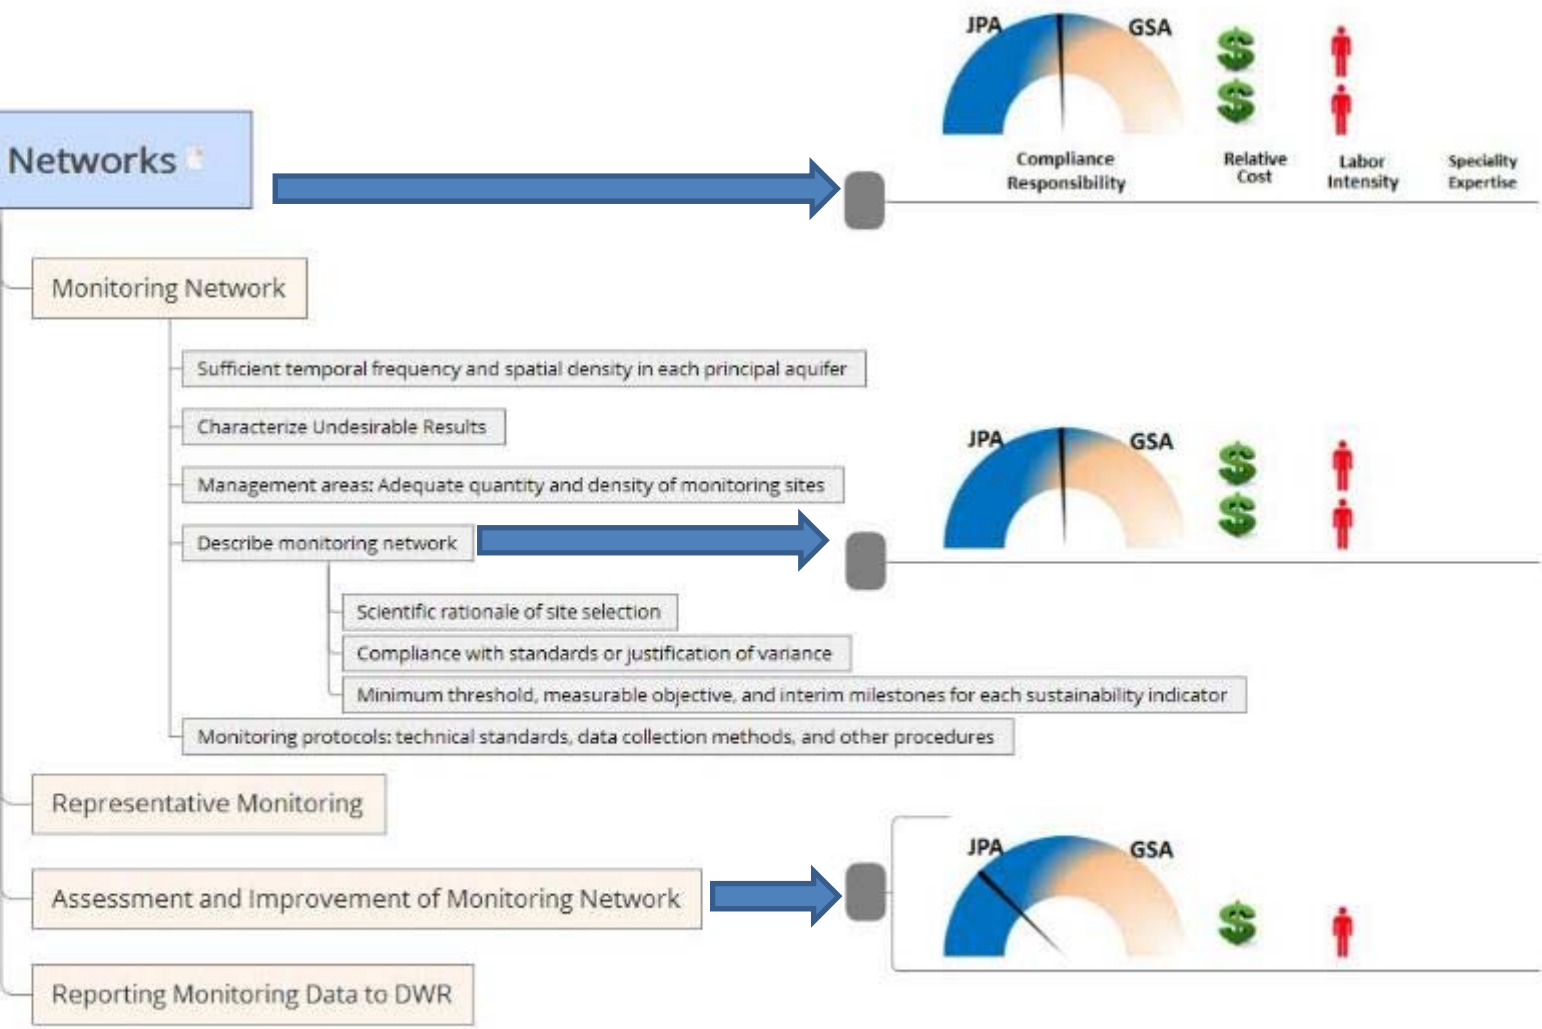 JPA
GSA
Networks
Compliance
Responsibility
Relative
Cost
Labor
Intensity
Speciality
Expertise
Monitoring Network
Sufficient temporal frequency and spatial density in each principal aquifer
Characterize Undesirable Results
Management areas: Adequate quantity and density of monitoring sites
JPA
GSA
Describe monitoring network
Scientific rationale of site selection
Compliance with standards or justification of variance
Minimum threshold, measurable objective, and interim milestones for each sustainability indicator
Monitoring protocols: technical standards, data collection methods, and other procedures
Representative Monitoring
JPA
GSA
Assessment and Improvement of Monitoring Network
Reporting Monitoring Data to DWR